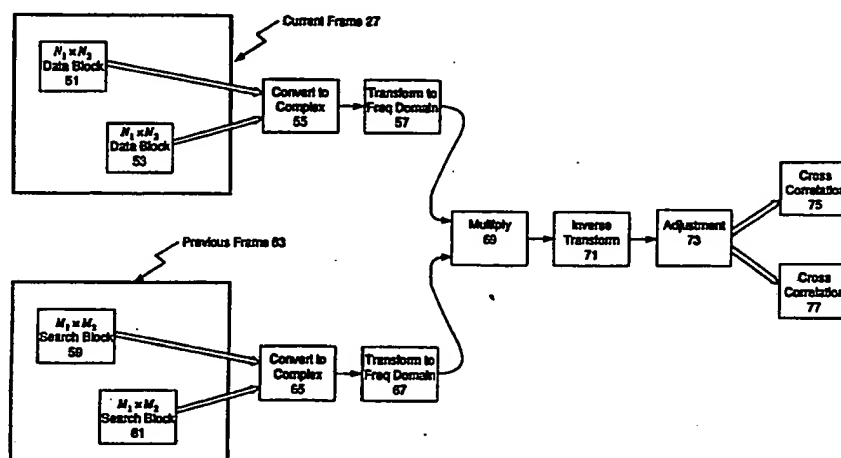 Current Frame 27
N₁ × N₂
Data Block
51
N₁ × M₂
Data Block
53
Convert to
Complex
55
Transform to
Freq Domain
57
Previous Frame 63
M₁ × M₂
Search Block
59
M₁ × M₂
Search Block
61
Convert to
Complex
65
Transform to
Freq Domain
67
Multiply
69
Inverse
Transform
71
Adjustment
73
Cross
Correlation
75
Cross
Correlation
77